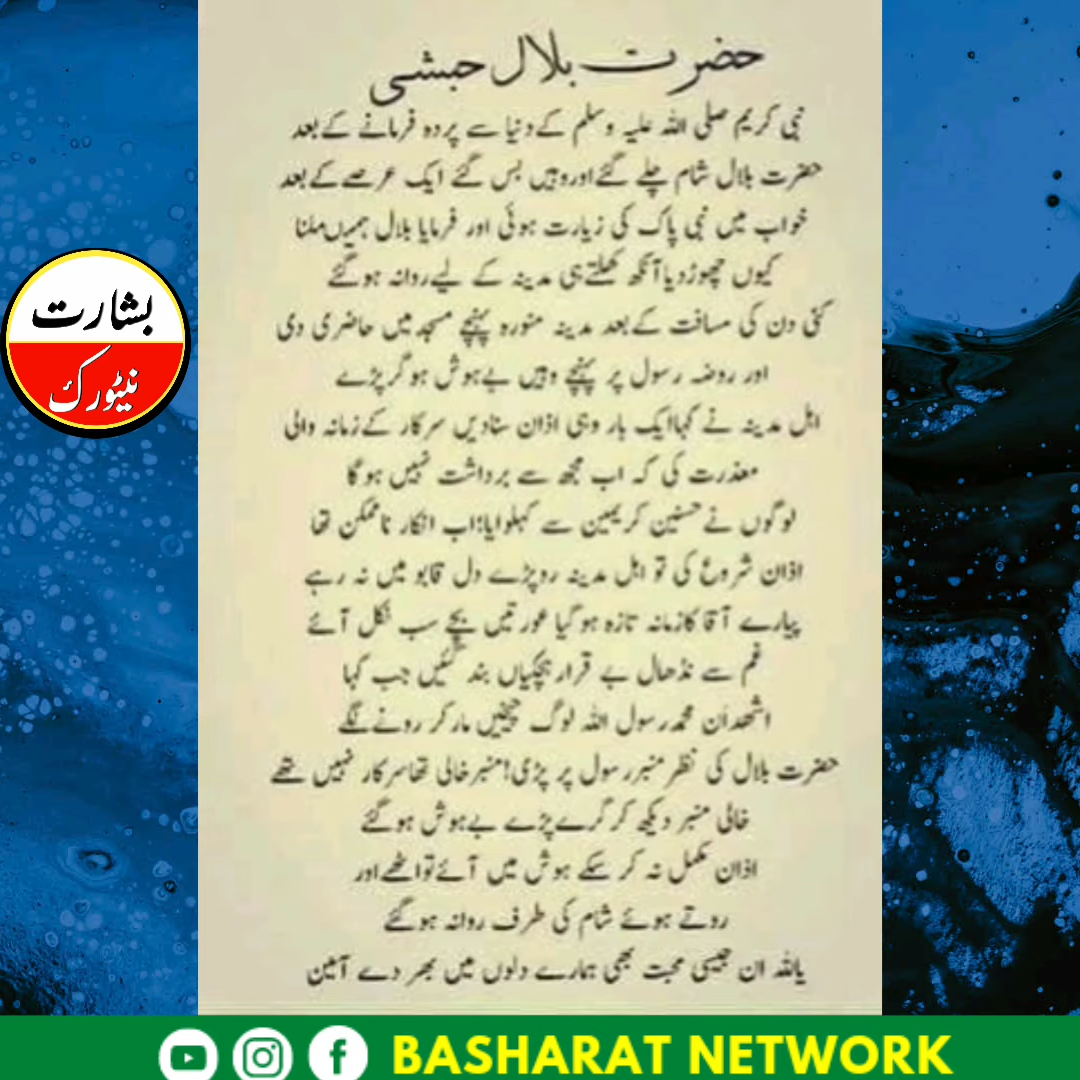 حضرت بلال حبشی
نبی کریم صلی اللہ علیہ وسلم کے دنیا سے پردہ فرمانے کے بعد
حضرت بلال شام چلے گئے اور وہیں بس گئے ایک عرصے کے بعد
خواب میں نبی پاک کی زیارت ہوئی اور فرمایا بلال ہمیں ملنا
کیوں چھوڑ دیا آنکھ کھلتے ہی مدینہ کے لیے روانہ ہو گئے
کئی دن کی مسافت کے بعد مدینہ منورہ پہنچے مسجد میں حاضری دی
اور روضہ رسول پر پہنچے وہیں بے ہوش ہو گر پڑے
اہل مدینہ نے کہا ایک بار وہی اذان سنا دیں سرکار کے زمانہ والی
معذرت کی کہ اب مجھ سے برداشت نہیں ہو گا
لوگوں نے حسنین کریمین سے کہلوایا! اب انکار ناممکن تھا
اذان شروع کی تو اہل مدینہ رو پڑے دل قابو میں نہ رہے
پیارے آقا کا زمانہ تازہ ہو گیا عورتیں بچے سب نکل آئے
غم سے نڈھال بے قرار ہچکیاں بند گئیں جب کہا
اشھد ان محمد رسول اللہ لوگ چیخیں مار کر رونے لگے
حضرت بلال کی نظر منبر رسول پر پڑی! منبر خالی تھا سرکار نہیں تھے
خالی منبر دیکھ کر گرے پڑے بے ہوش ہو گئے
اذان مکمل نہ کر سکے ہوش میں آئے تو اٹھے اور
روتے ہوئے شام کی طرف روانہ ہو گئے
یااللہ ان جیسی محبت بھی ہمارے دلوں میں بھر دے آمین
بشارت
نیٹورک
BASHARAT NETWORK